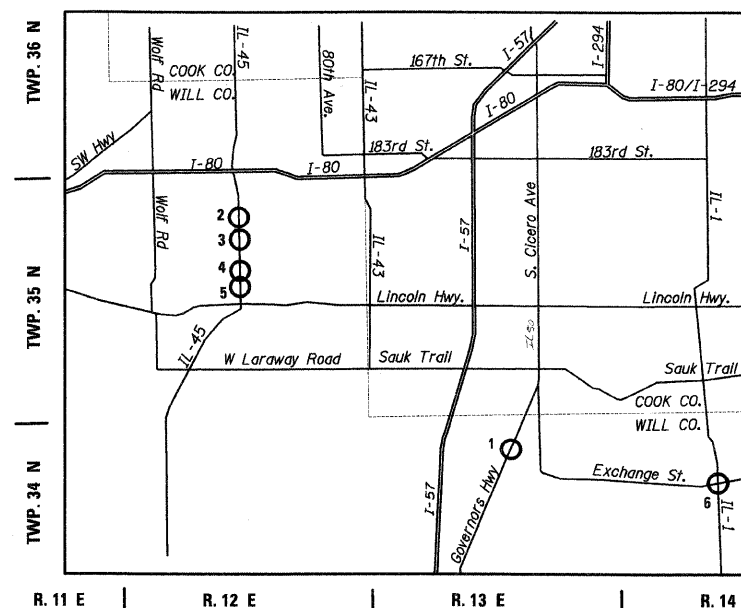 TWP. 36 N
TWP. 35 N
TWP. 34 N
Wolf Rd
IL-45
80th Ave.
I-57
I-294
167th St.
COOK CO.
WILL CO.
IL-43
I-80
I-80/I-294
SW Hwy
183rd St.
183rd St.
I-80
I-80
Wolf Rd
2
3
4
5
IL-43
I-57
S. Cicero Ave
IL-1
Lincoln Hwy.
Lincoln Hwy.
IL 50
IL-45
W Laraway Road
Sauk Trail
Sauk Trail
COOK CO.
WILL CO.
1
Governors Hwy
Exchange St.
I-57
6
IL-1
R. 11 E
R. 12 E
R. 13 E
R. 14